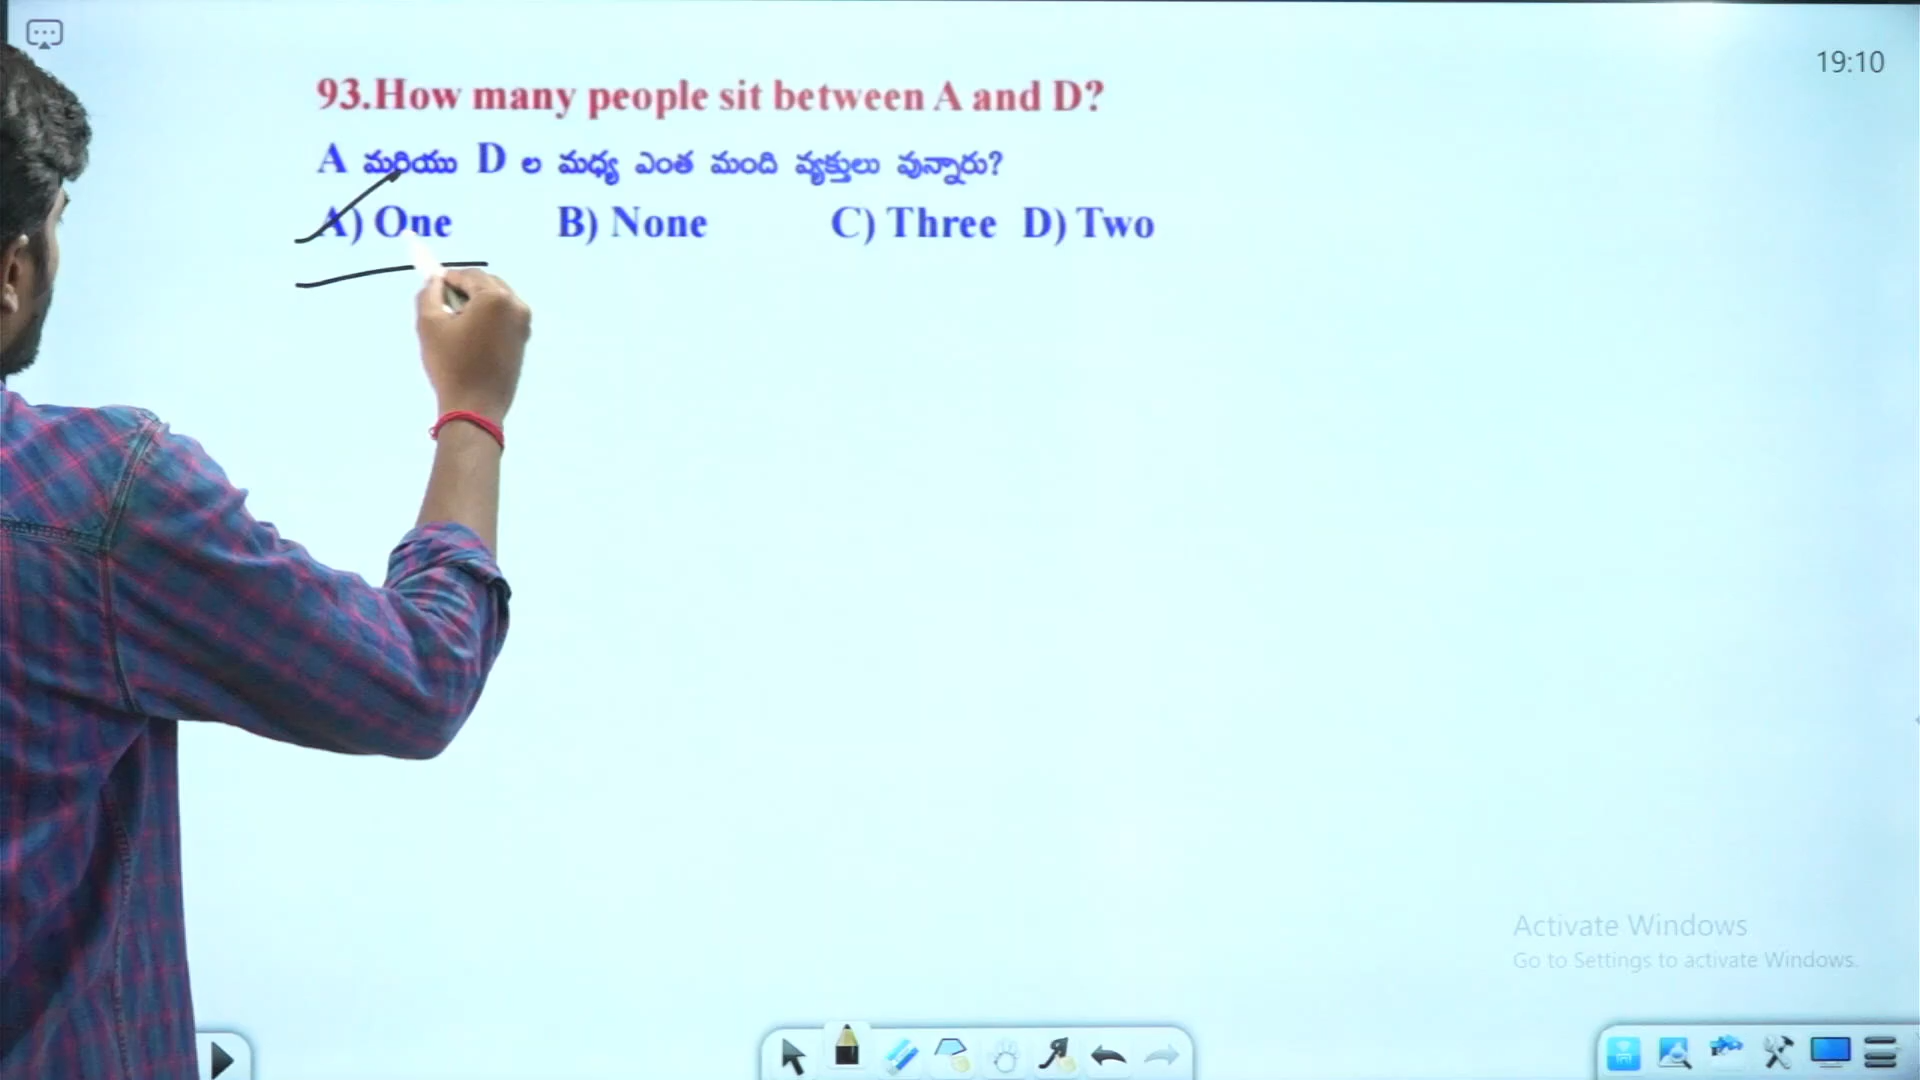 19:10
93.How many people sit between A and D?
A మరియు D ల మధ్య ఎంత మంది వ్యక్తులు వున్నారు?
A) One B) None C) Three D) Two
Activate Windows
Go to Settings to activate Windows.